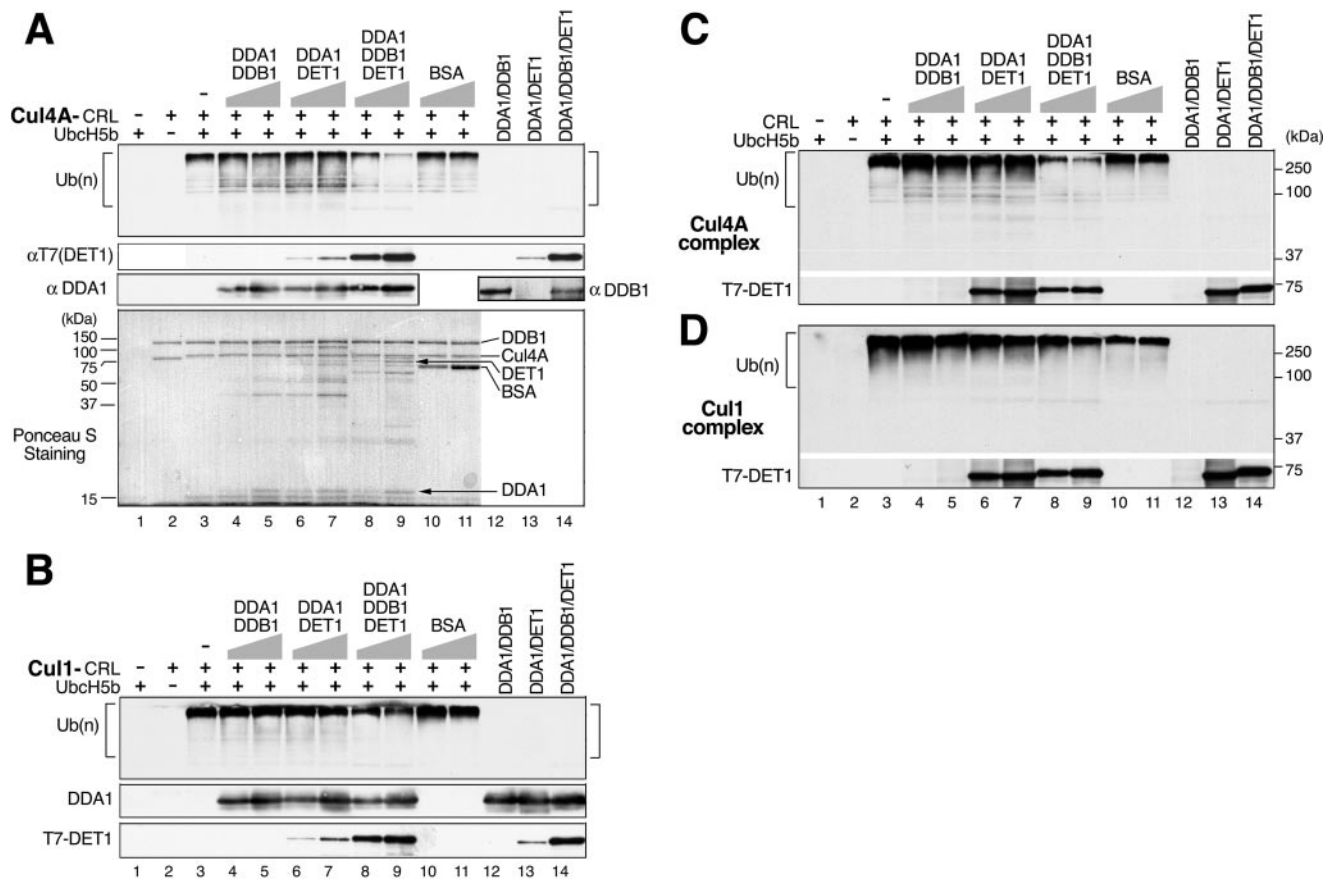 A
DDA1 DDB1
DDA1 DET1
DDA1 DDB1 DET1
BSA
DDA1/DDB1
DDA1/DET1
DDA1/DDB1/DET1
-
Cul4A- CRL - + + + + + + + + + +
UbcH5b + - + + + + + + + + +
Ub(n)
αT7(DET1)
α DDA1
α DDB1
(kDa)
150
100
75
50
37
15
Ponceau S Staining
DDB1
Cul4A
DET1
BSA
DDA1
1 2 3 4 5 6 7 8 9 10 11 12 13 14
B
DDA1 DDB1
DDA1 DET1
DDA1 DDB1 DET1
BSA
DDA1/DDB1
DDA1/DET1
DDA1/DDB1/DET1
-
Cul1- CRL - + + + + + + + + + +
UbcH5b + - + + + + + + + + +
Ub(n)
DDA1
T7-DET1
1 2 3 4 5 6 7 8 9 10 11 12 13 14
C
DDA1 DDB1
DDA1 DET1
DDA1 DDB1 DET1
BSA
DDA1/DDB1
DDA1/DET1
DDA1/DDB1/DET1
-
CRL - + + + + + + + + + +
UbcH5b + - + + + + + + + + +
(kDa)
Ub(n)
250
100
Cul4A complex
37
T7-DET1
75
D
Ub(n)
250
100
Cul1 complex
37
T7-DET1
75
1 2 3 4 5 6 7 8 9 10 11 12 13 14